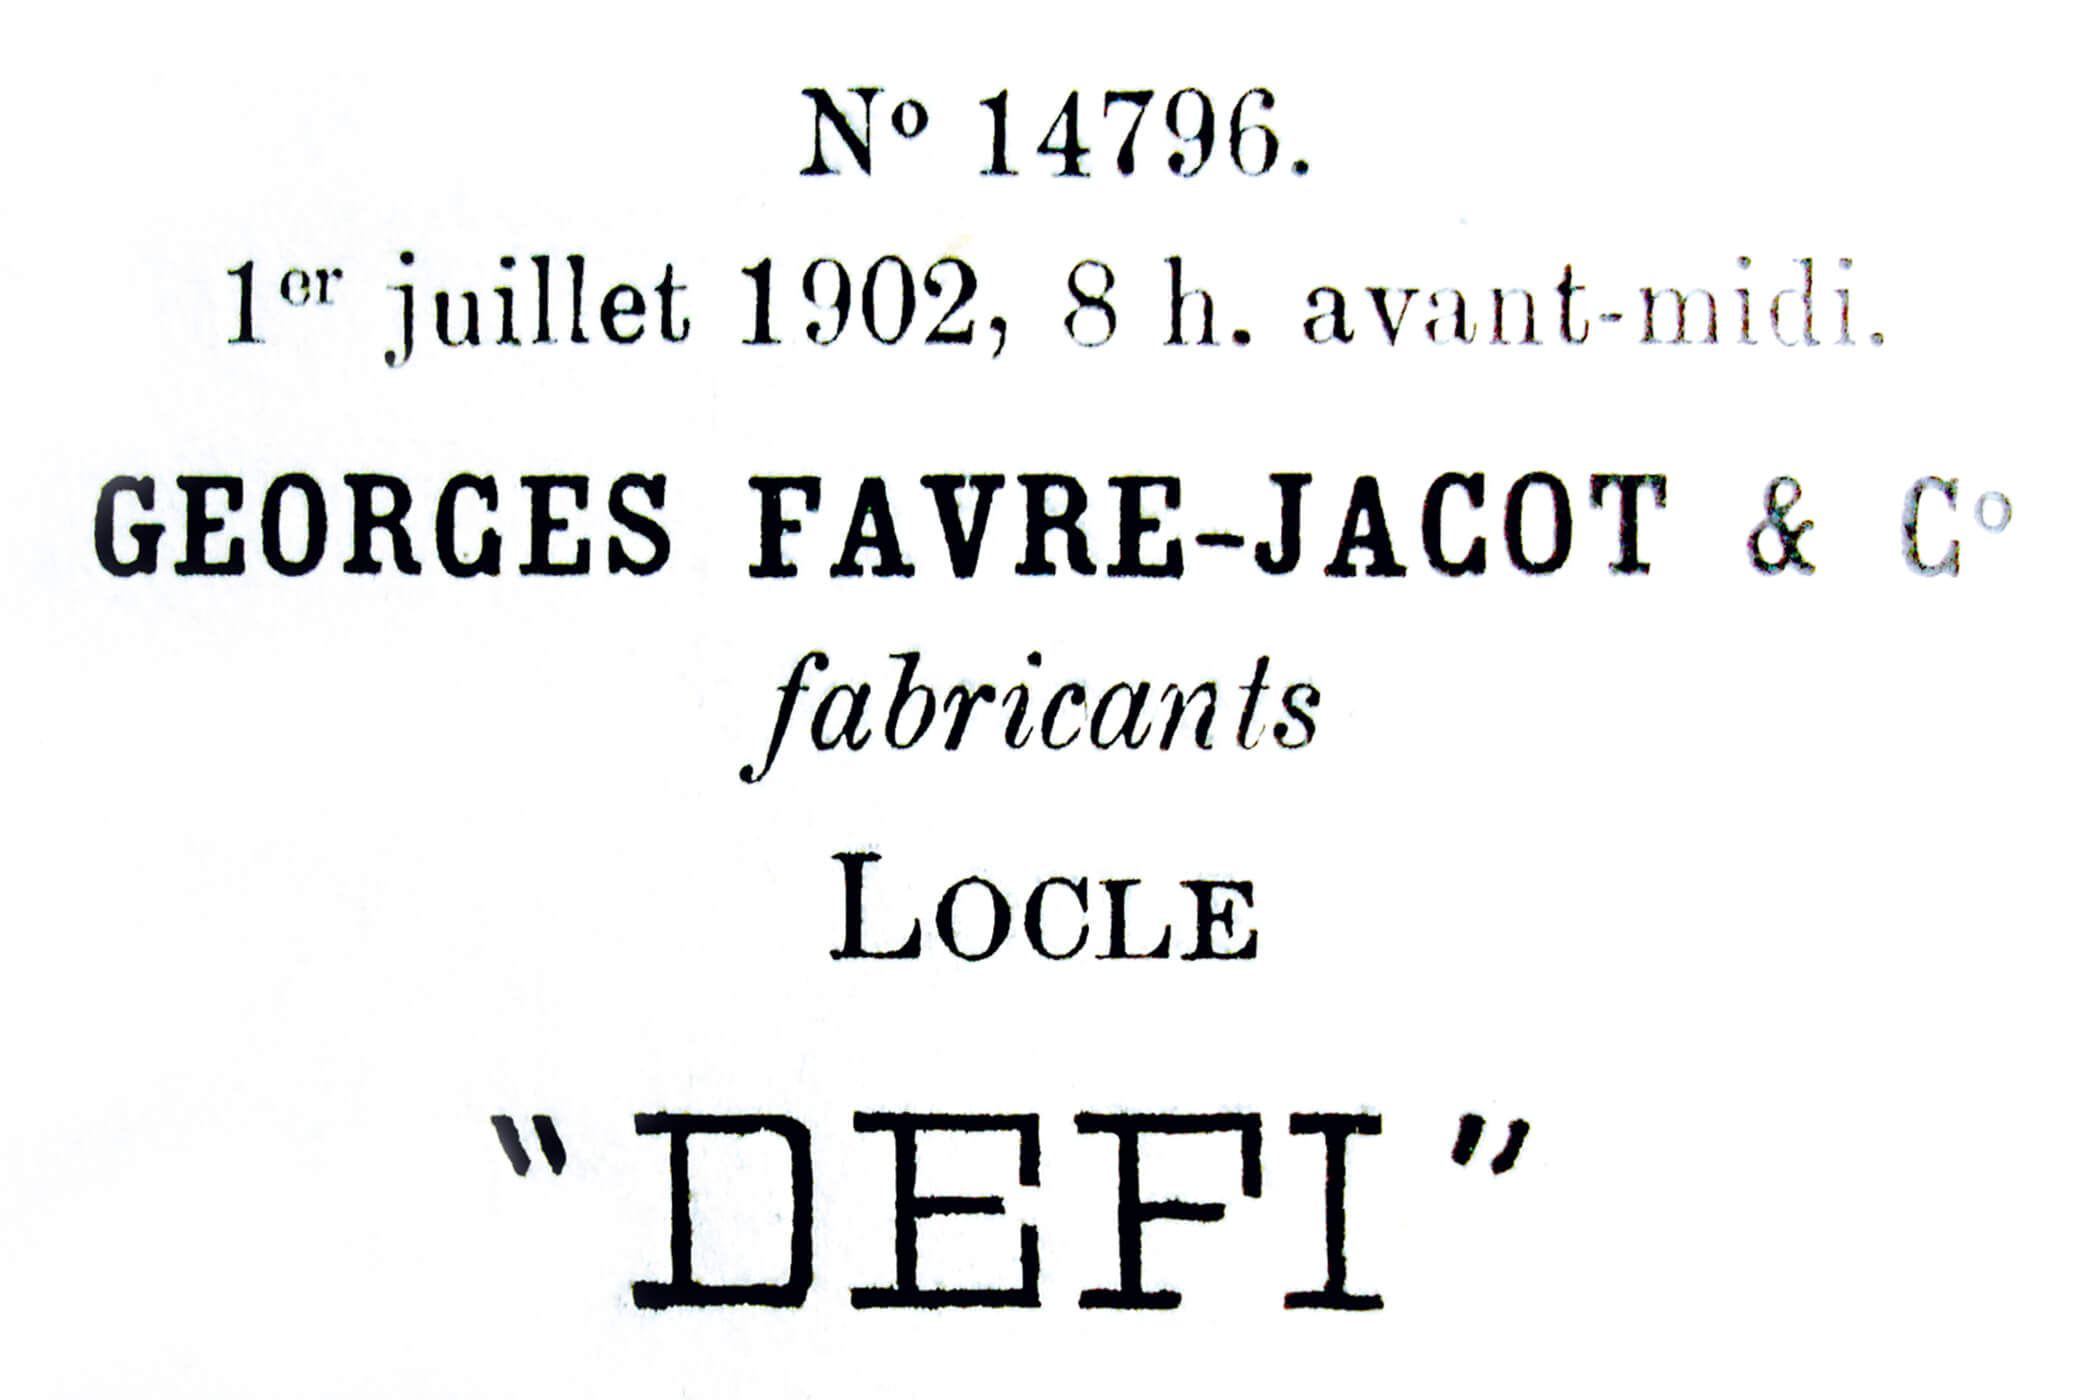 Nº 14796.
1er juillet 1902, 8 h. avant-midi.
GEORGES FAVRE-JACOT & Cº
fabricants
LOCLE
"DEFI"